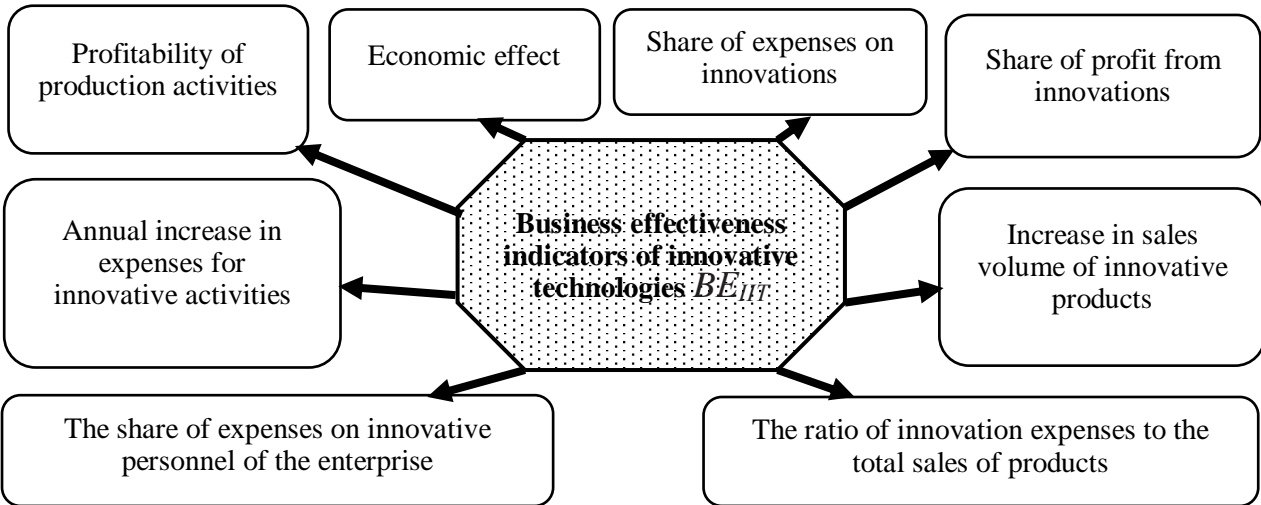 Profitability of
production activities
Economic effect
Share of expenses on
innovations
Share of profit from
innovations
Annual increase in
expenses for
innovative activities
Business effectiveness
indicators of innovative
technologies BE_{IIT}
Increase in sales
volume of innovative
products
The share of expenses on innovative
personnel of the enterprise
The ratio of innovation expenses to the
total sales of products